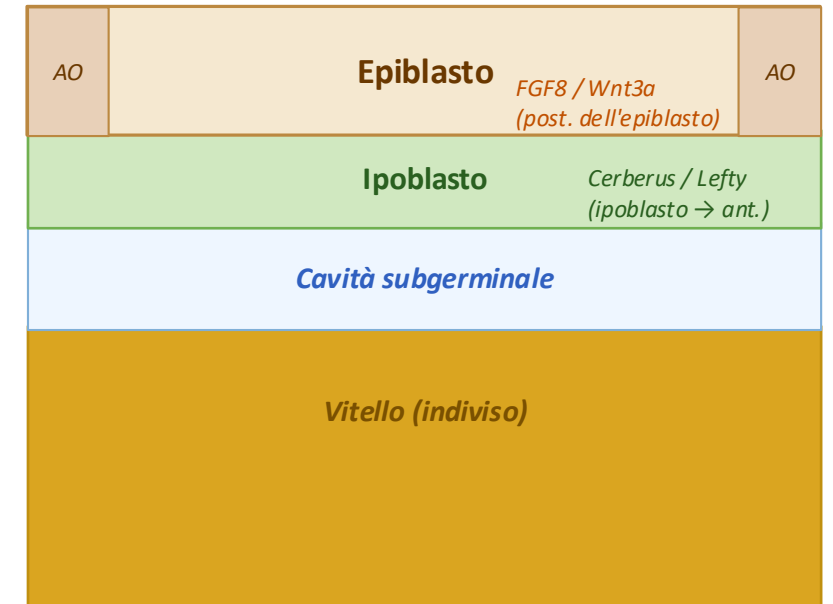 AO
Epiblasto
FGF8 / Wnt3a
(post. dell'epiblasto)
AO
Ipoblasto
Cerberus / Lefty
(ipoblasto → ant.)
Cavità subgerminale
Vitello (indiviso)